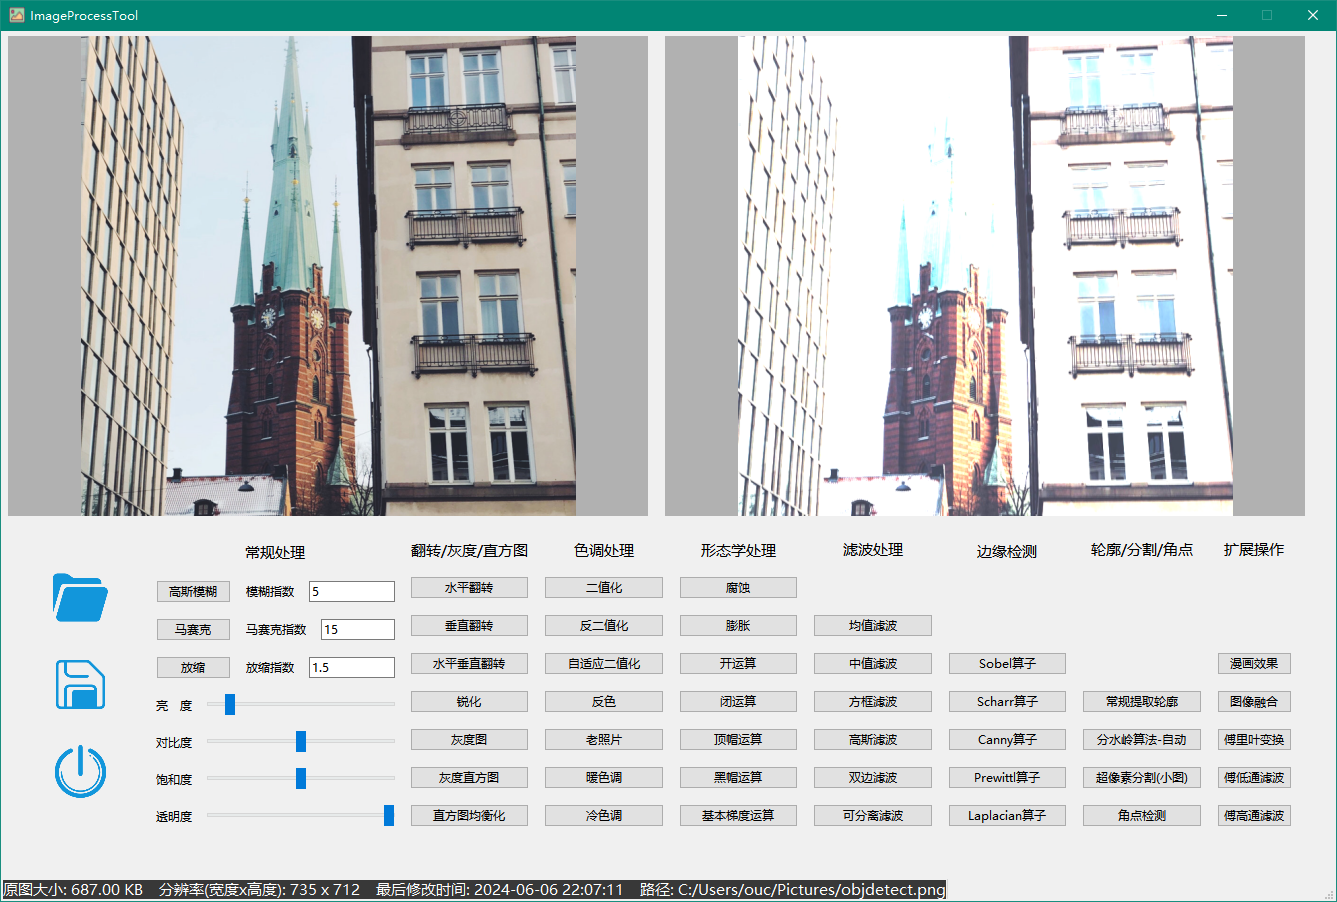 ImageProcessTool
常规处理
高斯模糊 模糊指数 5
马赛克 马赛克指数 15
放缩 放缩指数 1.5
亮 度
对比度
饱和度
透明度
翻转/灰度/直方图
水平翻转
垂直翻转
水平垂直翻转
锐化
灰度图
灰度直方图
直方图均衡化
色调处理
二值化
反二值化
自适应二值化
反色
老照片
暖色调
冷色调
形态学处理
腐蚀
膨胀
开运算
闭运算
顶帽运算
黑帽运算
基本梯度运算
滤波处理
均值滤波
中值滤波
方框滤波
高斯滤波
双边滤波
可分离滤波
边缘检测
Sobel算子
Scharr算子
Canny算子
Prewittl算子
Laplacian算子
轮廓/分割/角点
常规提取轮廓
分水岭算法-自动
超像素分割(小图)
角点检测
扩展操作
漫画效果
图像融合
傅里叶变换
傅低通滤波
傅高通滤波
原图大小: 687.00 KB 分辨率(宽度x高度): 735 x 712 最后修改时间: 2024-06-06 22:07:11 路径: C:/Users/ouc/Pictures/objdetect.png